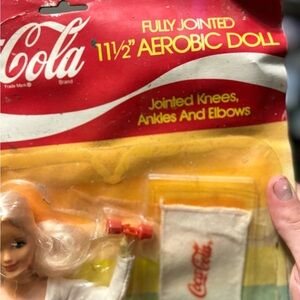 FULLY JOINTED
Cola
11½" AEROBIC DOLL
Trade Mark® Brand
Jointed Knees,
Ankles And Elbows
Coca-Cola